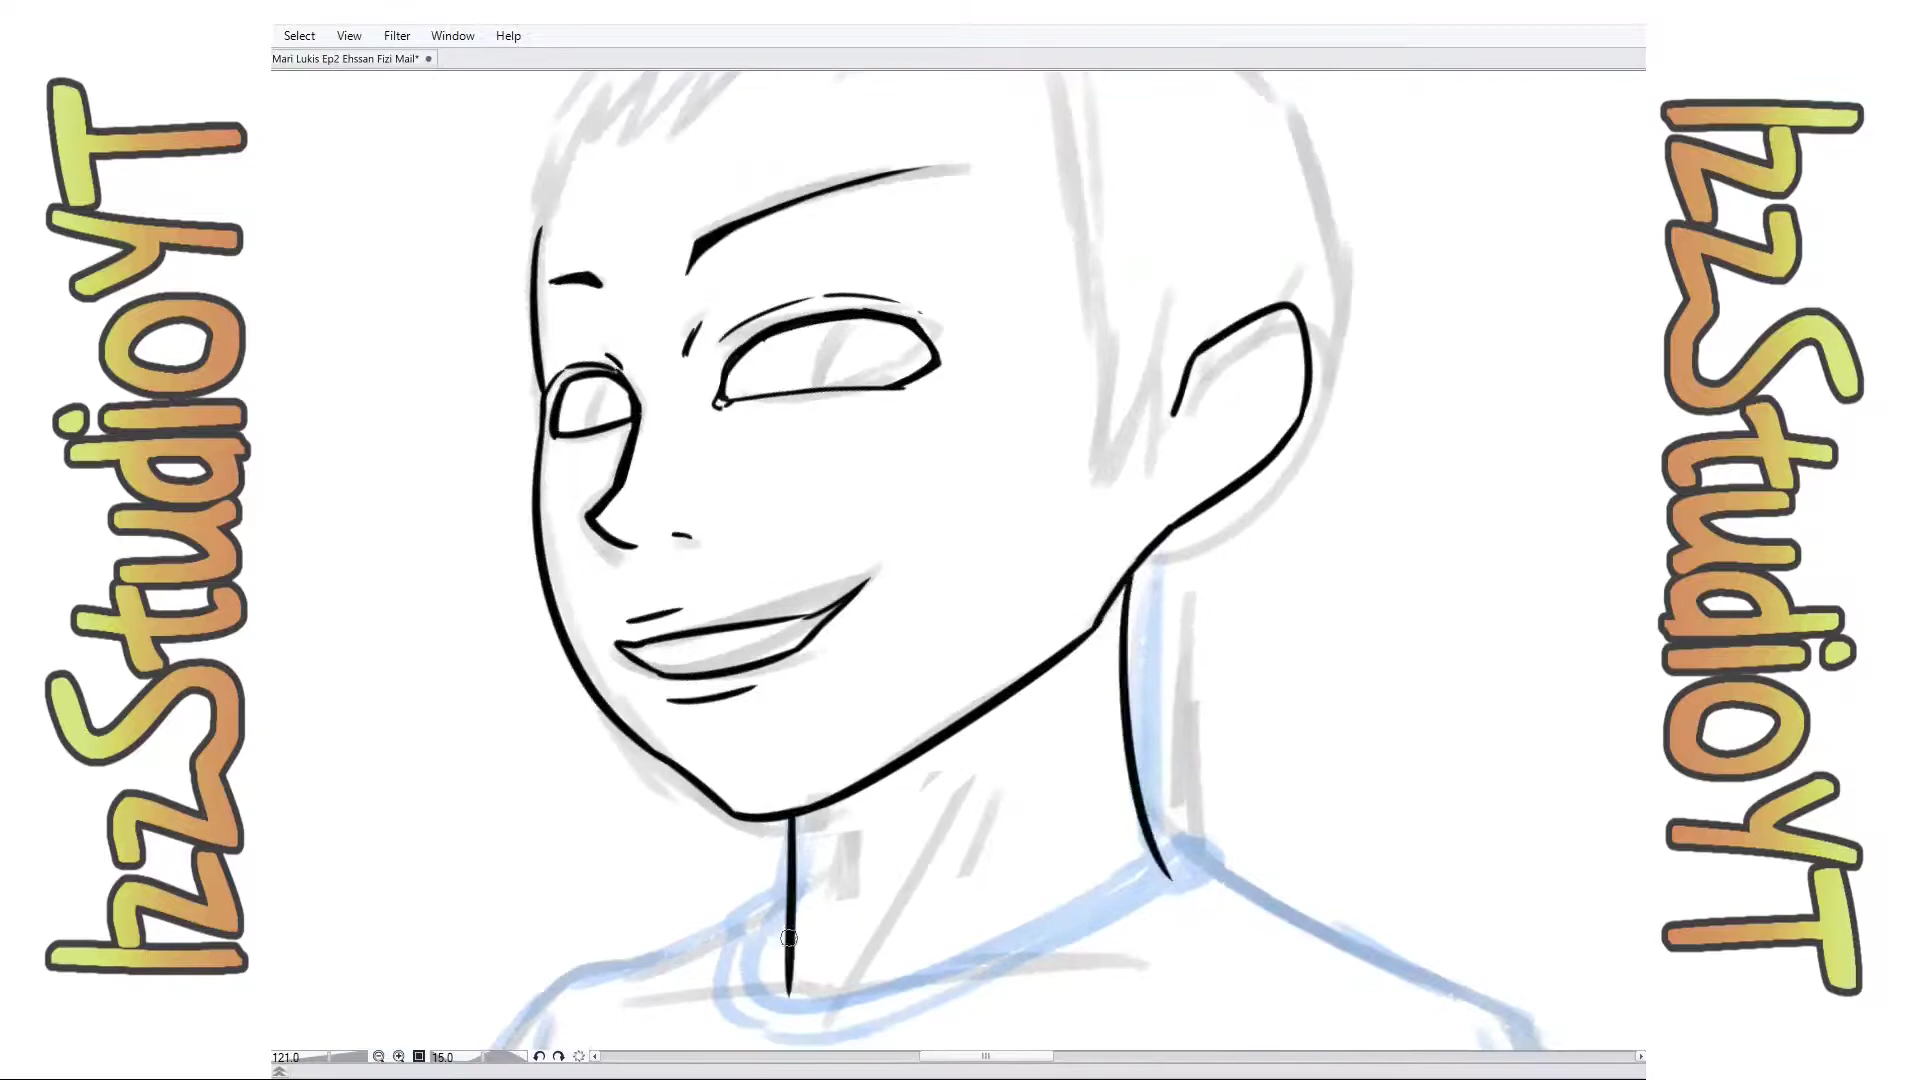 Select View Filter Window Help
Mari Lukis Ep2 Ehssan Fizi Mail*
IzzStudioYT
IzzStudioYT
121.0 15.0